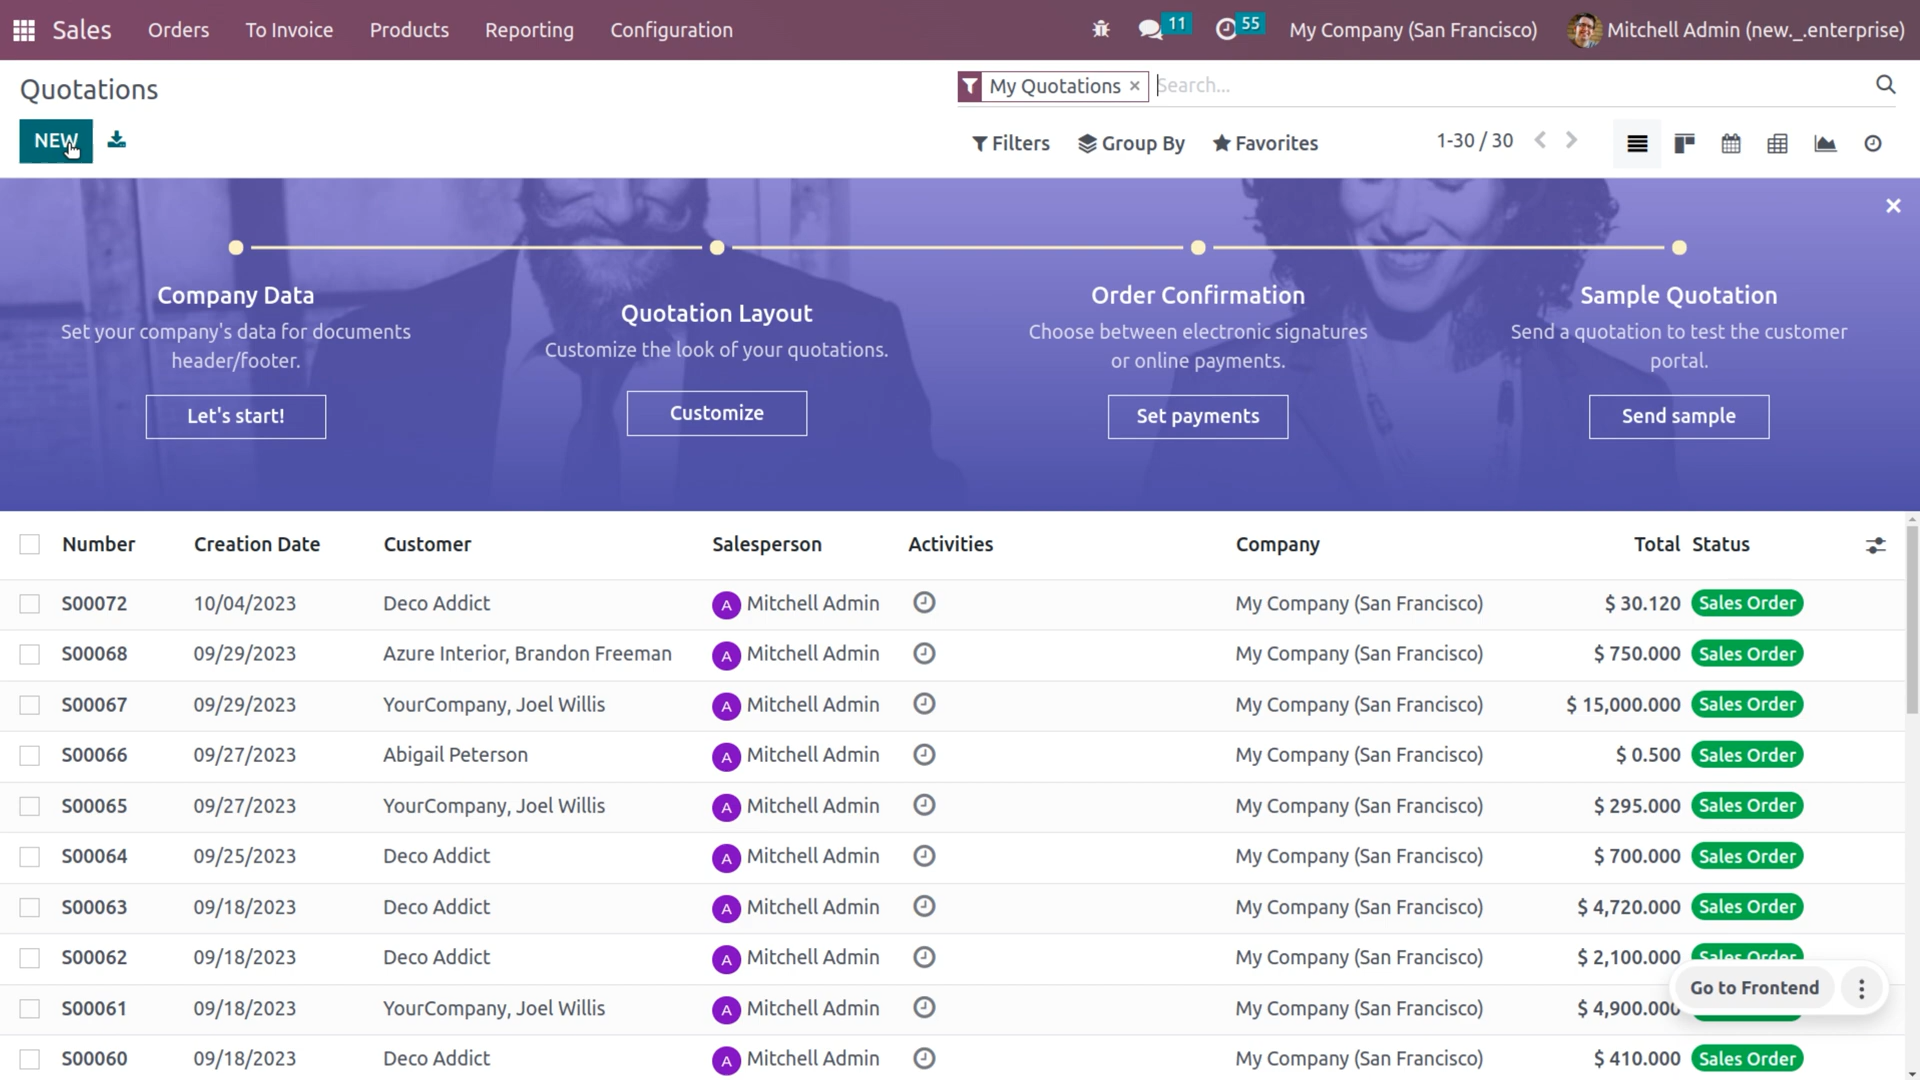 Sales Orders To Invoice Products Reporting Configuration 11 55 My Company (San Francisco) Mitchell Admin (new._.enterprise)
Quotations My Quotations × Search...
NEW Filters Group By Favorites 1-30 / 30
Company Data
Set your company's data for documents
header/footer.
Let's start!
Quotation Layout
Customize the look of your quotations.
Customize
Order Confirmation
Choose between electronic signatures
or online payments.
Set payments
Sample Quotation
Send a quotation to test the customer
portal.
Send sample
Number Creation Date Customer Salesperson Activities Company Total Status
S00072 10/04/2023 Deco Addict A Mitchell Admin My Company (San Francisco) $ 30.120 Sales Order
S00068 09/29/2023 Azure Interior, Brandon Freeman A Mitchell Admin My Company (San Francisco) $ 750.000 Sales Order
S00067 09/29/2023 YourCompany, Joel Willis A Mitchell Admin My Company (San Francisco) $ 15,000.000 Sales Order
S00066 09/27/2023 Abigail Peterson A Mitchell Admin My Company (San Francisco) $ 0.500 Sales Order
S00065 09/27/2023 YourCompany, Joel Willis A Mitchell Admin My Company (San Francisco) $ 295.000 Sales Order
S00064 09/25/2023 Deco Addict A Mitchell Admin My Company (San Francisco) $ 700.000 Sales Order
S00063 09/18/2023 Deco Addict A Mitchell Admin My Company (San Francisco) $ 4,720.000 Sales Order
S00062 09/18/2023 Deco Addict A Mitchell Admin My Company (San Francisco) $ 2,100.000 Sales Order
Go to Frontend
S00061 09/18/2023 YourCompany, Joel Willis A Mitchell Admin My Company (San Francisco) $ 4,900.000
S00060 09/18/2023 Deco Addict A Mitchell Admin My Company (San Francisco) $ 410.000 Sales Order